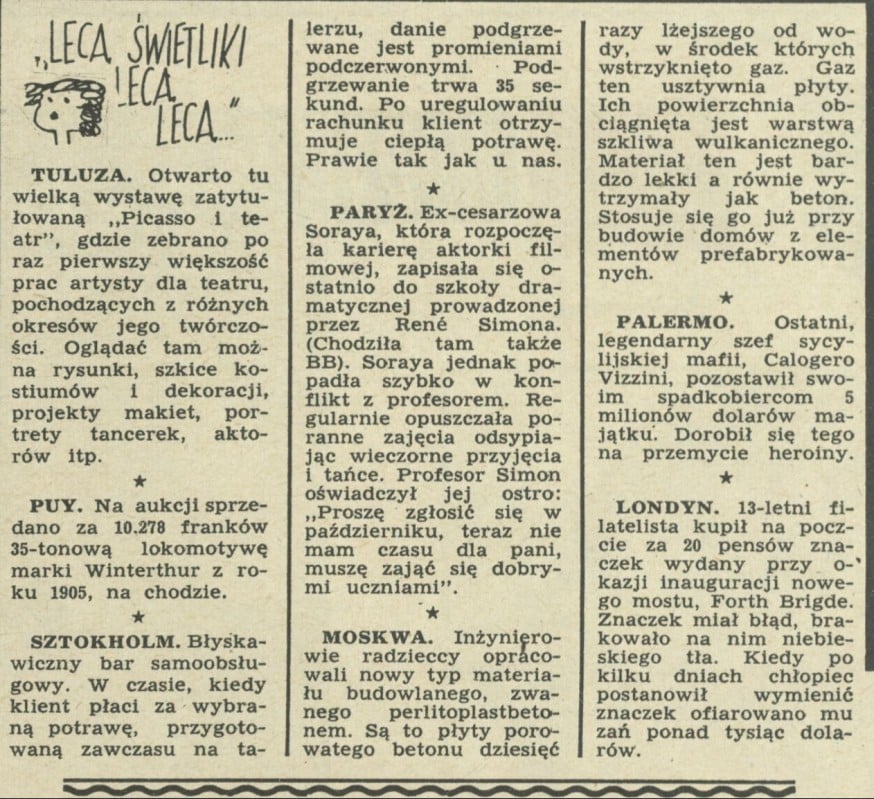 „LECĄ, ŚWIETLIKI
LECĄ,
LECĄ..."
TULUZA. Otwarto tu
wielką wystawę zatytu-
łowaną „Picasso i te-
atr", gdzie zebrano po
raz pierwszy większość
prac artysty dla teatru,
pochodzących z różnych
okresów jego twórczo-
ści. Oglądać tam moż-
na rysunki, szkice ko-
stiumów i dekoracji,
projekty makiet, por-
trety tancerek, akto-
rów itp.
★
PUY. Na aukcji sprze-
dano za 10.278 franków
35-tonową lokomotywę
marki Winterthur z ro-
ku 1905, na chodzie.
★
SZTOKHOLM. Błyska-
wiczny bar samoobsłu-
gowy. W czasie, kiedy
klient płaci za wybra-
ną potrawę, przygoto-
waną zawczasu na ta-
lerzu, danie podgrze-
wane jest promieniami
podczerwonymi. Pod-
grzewanie trwa 35 se-
kund. Po uregulowaniu
rachunku klient otrzy-
muje ciepłą potrawę.
Prawie tak jak u nas.
★
PARYŻ. Ex-cesarzowa
Soraya, która rozpoczę-
ła karierę aktorki fil-
mowej, zapisała się o-
statnio do szkoły dra-
matycznej prowadzonej
przez René Simona.
(Chodziła tam także
BB). Soraya jednak po-
padła szybko w kon-
flikt z profesorem. Re-
gularnie opuszczała po-
ranne zajęcia odsypia-
jąc wieczorne przyjęcia
i tańce. Profesor Simon
oświadczył jej ostro:
„Proszę zgłosić się w
październiku, teraz nie
mam czasu dla pani,
muszę zająć się dobry-
mi uczniami".
★
MOSKWA. Inżyniero-
wie radzieccy opraco-
wali nowy typ materia-
łu budowlanego, zwa-
nego perlitoplastbeto-
nem. Są to płyty poro-
watego betonu dziesięć
razy lżejszego od wo-
dy, w środek których
wstrzyknięto gaz. Gaz
ten usztywnia płyty.
Ich powierzchnia ob-
ciągnięta jest warstwą
szkliwa wulkanicznego.
Materiał ten jest bar-
dzo lekki a równie wy-
trzymały jak beton.
Stosuje się go już przy
budowie domów z ele-
mentów prefabrykowa-
nych.
★
PALERMO. Ostatni,
legendarny szef sycy-
lijskiej mafii, Calogero
Vizzini, pozostawił swo-
im spadkobiercom 5
milionów dolarów ma-
jątku. Dorobił się tego
na przemycie heroiny.
★
LONDYN. 13-letni fi-
latelista kupił na pocz-
cie za 20 pensów zna-
czek wydany przy o-
kazji inauguracji nowe-
go mostu, Forth Brigde.
Znaczek miał błąd, bra-
kowało na nim niebie-
skiego tła. Kiedy po
kilku dniach chłopiec
postanowił wymienić
znaczek ofiarowano mu
zań ponad tysiąc dola-
rów.